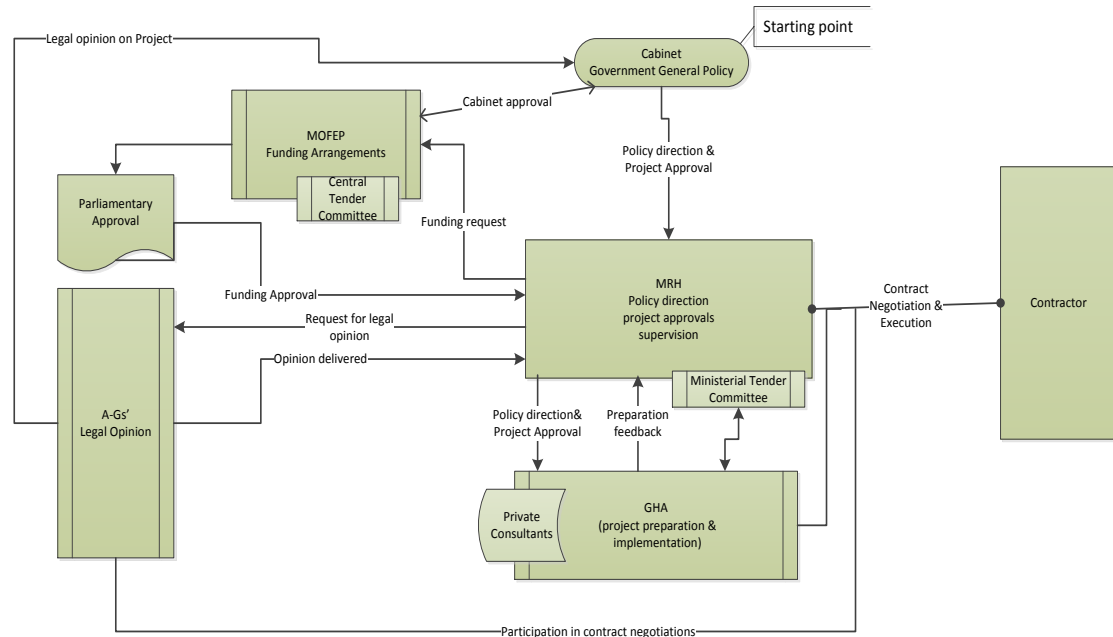 Legal opinion on Project
Starting point
Cabinet
Government General Policy
Cabinet approval
MOFEP
Funding Arrangements
Central
Tender
Committee
Policy direction &
Project Approval
Parliamentary
Approval
Funding request
MRH
Policy direction
project approvals
supervision
Funding Approval
Contract
Negotiation &
Execution
Contractor
Request for legal
opinion
Opinion delivered
Ministerial Tender
Committee
A-Gs'
Legal Opinion
Policy direction&
Project Approval
Preparation
feedback
Private
Consultants
GHA
(project preparation &
implementation)
Participation in contract negotiations